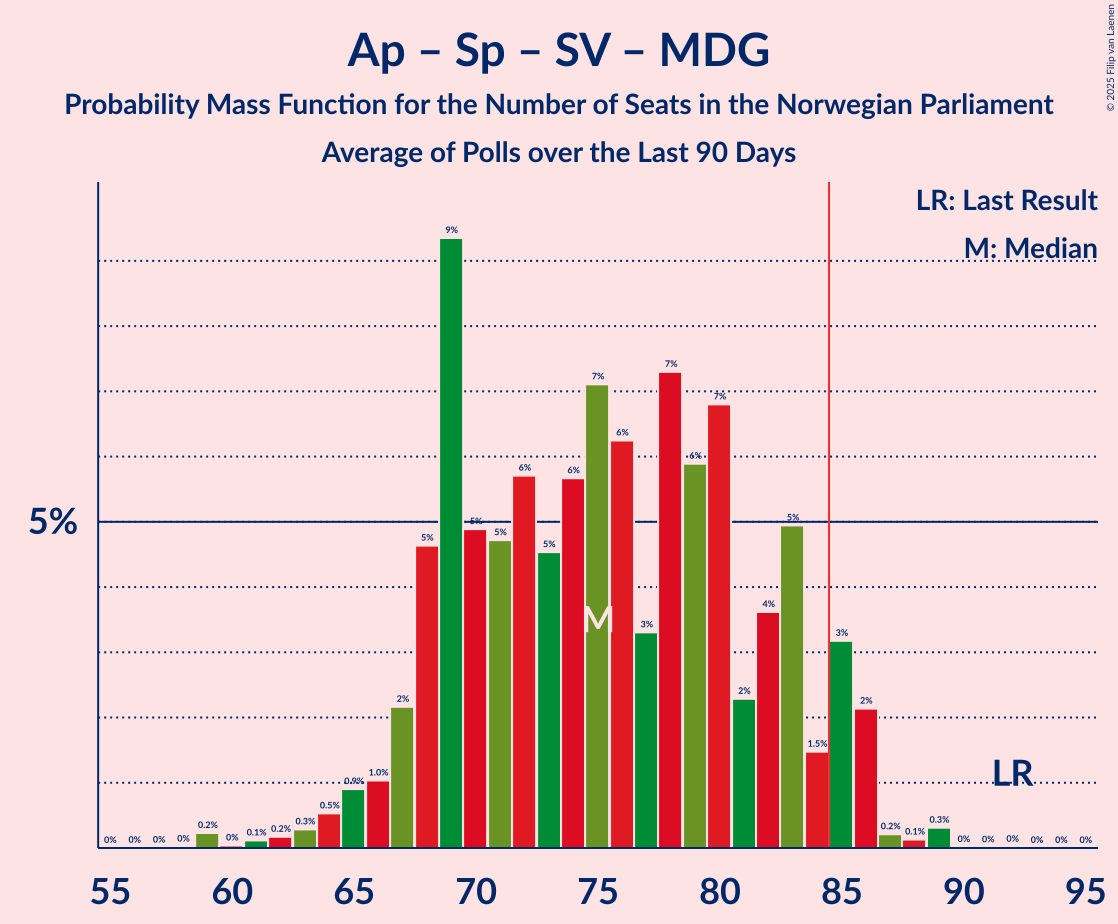 Ap – Sp – SV – MDG
Probability Mass Function for the Number of Seats in the Norwegian Parliament
Average of Polls over the Last 90 Days
© 2025 Filip van Laenen
LR: Last Result
M: Median
5%
0% 0% 0% 0% 0.2% 0% 0.1% 0.2% 0.3% 0.5% 0.9% 1.0% 2% 5% 9% 5% 5% 6% 5% 6% 7% 6% 3% 7% 6% 7% 2% 4% 5% 1.5% 3% 2% 0.2% 0.1% 0.3% 0% 0% 0% 0% 0% 0%
M
LR
55 60 65 70 75 80 85 90 95